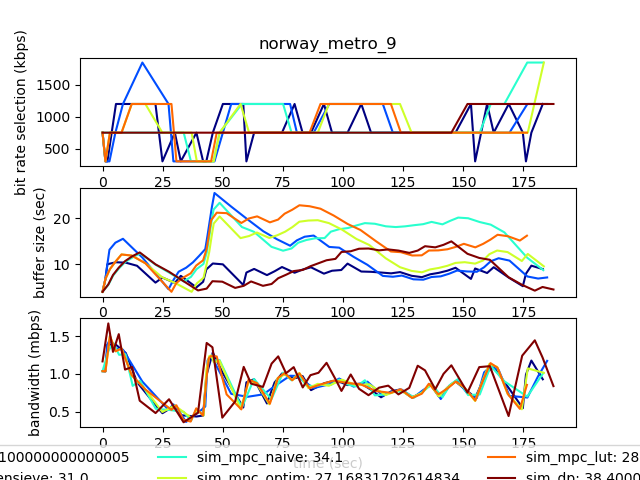 norway_metro_9
bit rate selection (kbps)
1500
1000
500
0 25 50 75 100 125 150 175
buffer size (sec)
20
10
0 25 50 75 100 125 150 175
bandwidth (mbps)
1.5
1.0
0.5
0 25 50 75 100 125 150 175
time (sec)
100000000000005 sim_mpc_naive: 34.1 sim_mpc_lut: 28
ensieve: 31.0 sim_mpc_optim: 27.16831702614834 sim_dp: 38.4000